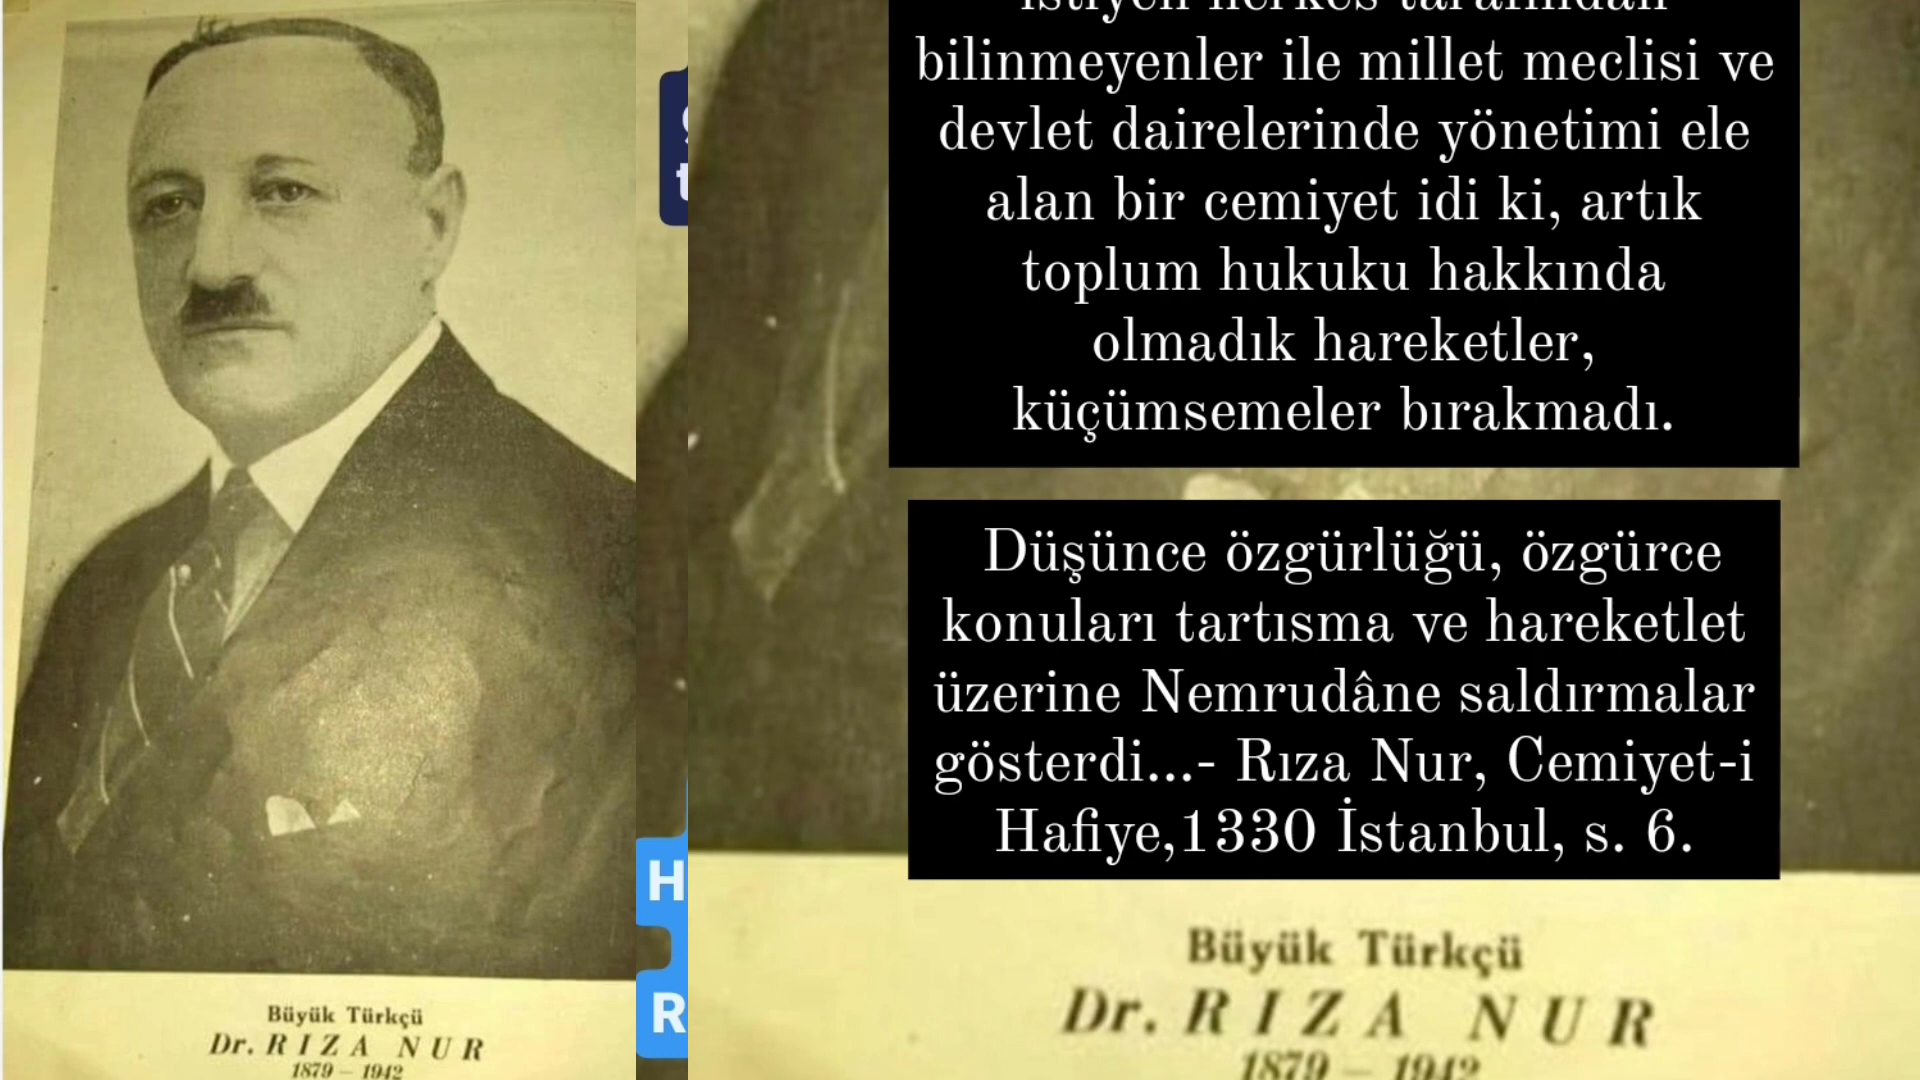 Büyük Türkçü
Dr. RIZA NUR
1879 – 1942
H
R
bilinmeyenler ile millet meclisi ve
devlet dairelerinde yönetimi ele
alan bir cemiyet idi ki, artık
toplum hukuku hakkında
olmadık hareketler,
küçümsemeler bırakmadı.
Düşünce özgürlüğü, özgürce
konuları tartısma ve hareketlet
üzerine Nemrudâne saldırmalar
gösterdi...- Rıza Nur, Cemiyet-i
Hafiye,1330 İstanbul, s. 6.
Büyük Türkçü
Dr. RIZA NUR
1879 – 1942